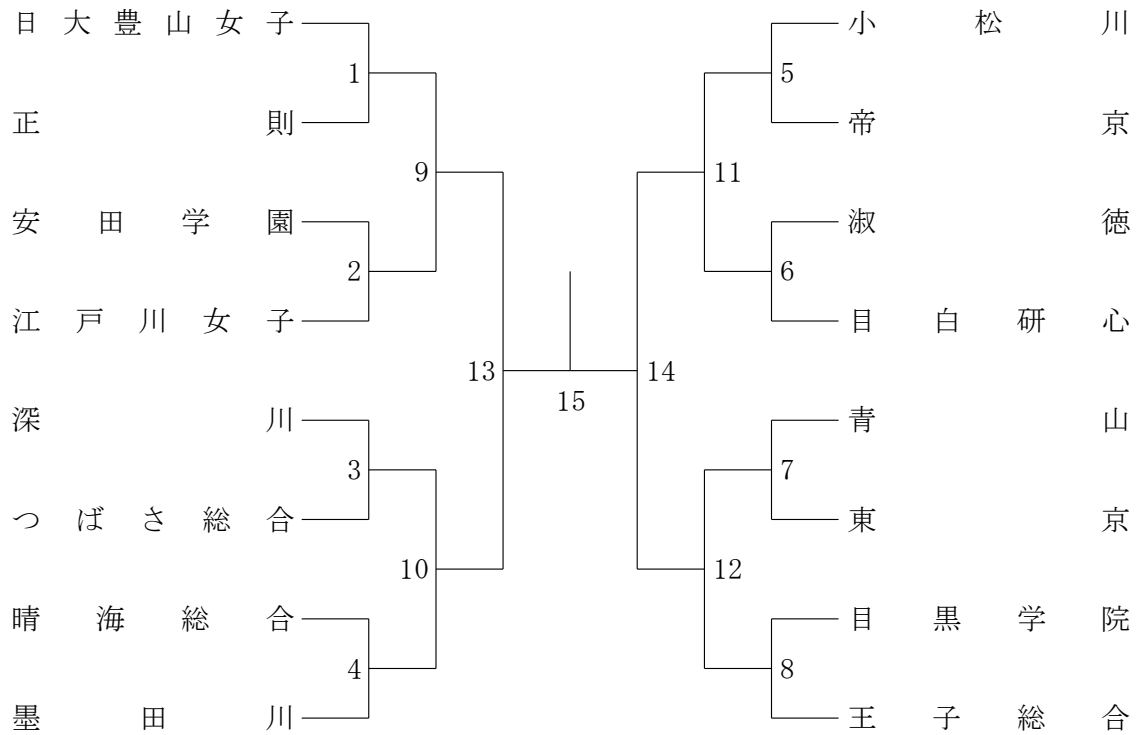 日大豊山女子
小松川
1
5
正則
帝京
9
11
安田学園
淑徳
2
6
江戸川女子
目白研心
13
14
15
深川
青山
3
7
つばさ総合
東京
10
12
晴海総合
目黒学院
4
8
墨田川
王子総合